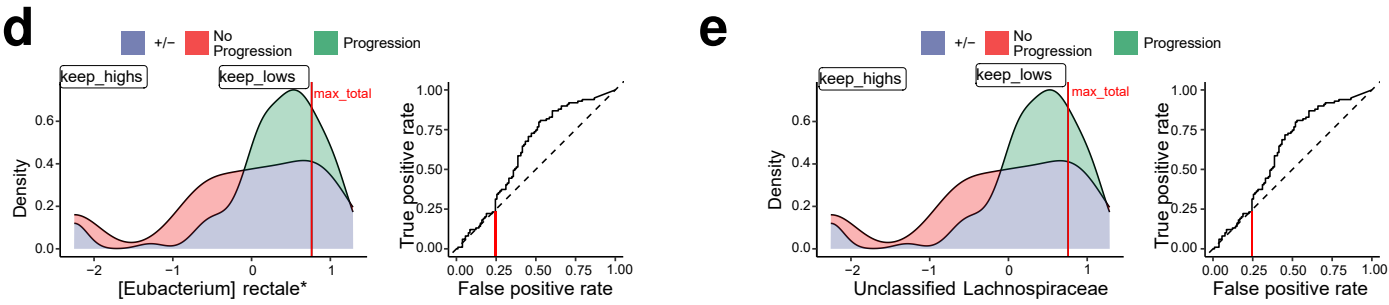 d
+/−
No
Progression
Progression
keep_highs
keep_lows
max_total
Density
0.6
0.4
0.2
0.0
−2
−1
0
1
[Eubacterium] rectale*
True positive rate
1.00
0.75
0.50
0.25
0.00
0.00
0.25
0.50
0.75
1.00
False positive rate
e
+/−
No
Progression
Progression
keep_highs
keep_lows
max_total
Density
0.6
0.4
0.2
0.0
−2
−1
0
1
Unclassified Lachnospiraceae
True positive rate
1.00
0.75
0.50
0.25
0.00
0.00
0.25
0.50
0.75
1.00
False positive rate